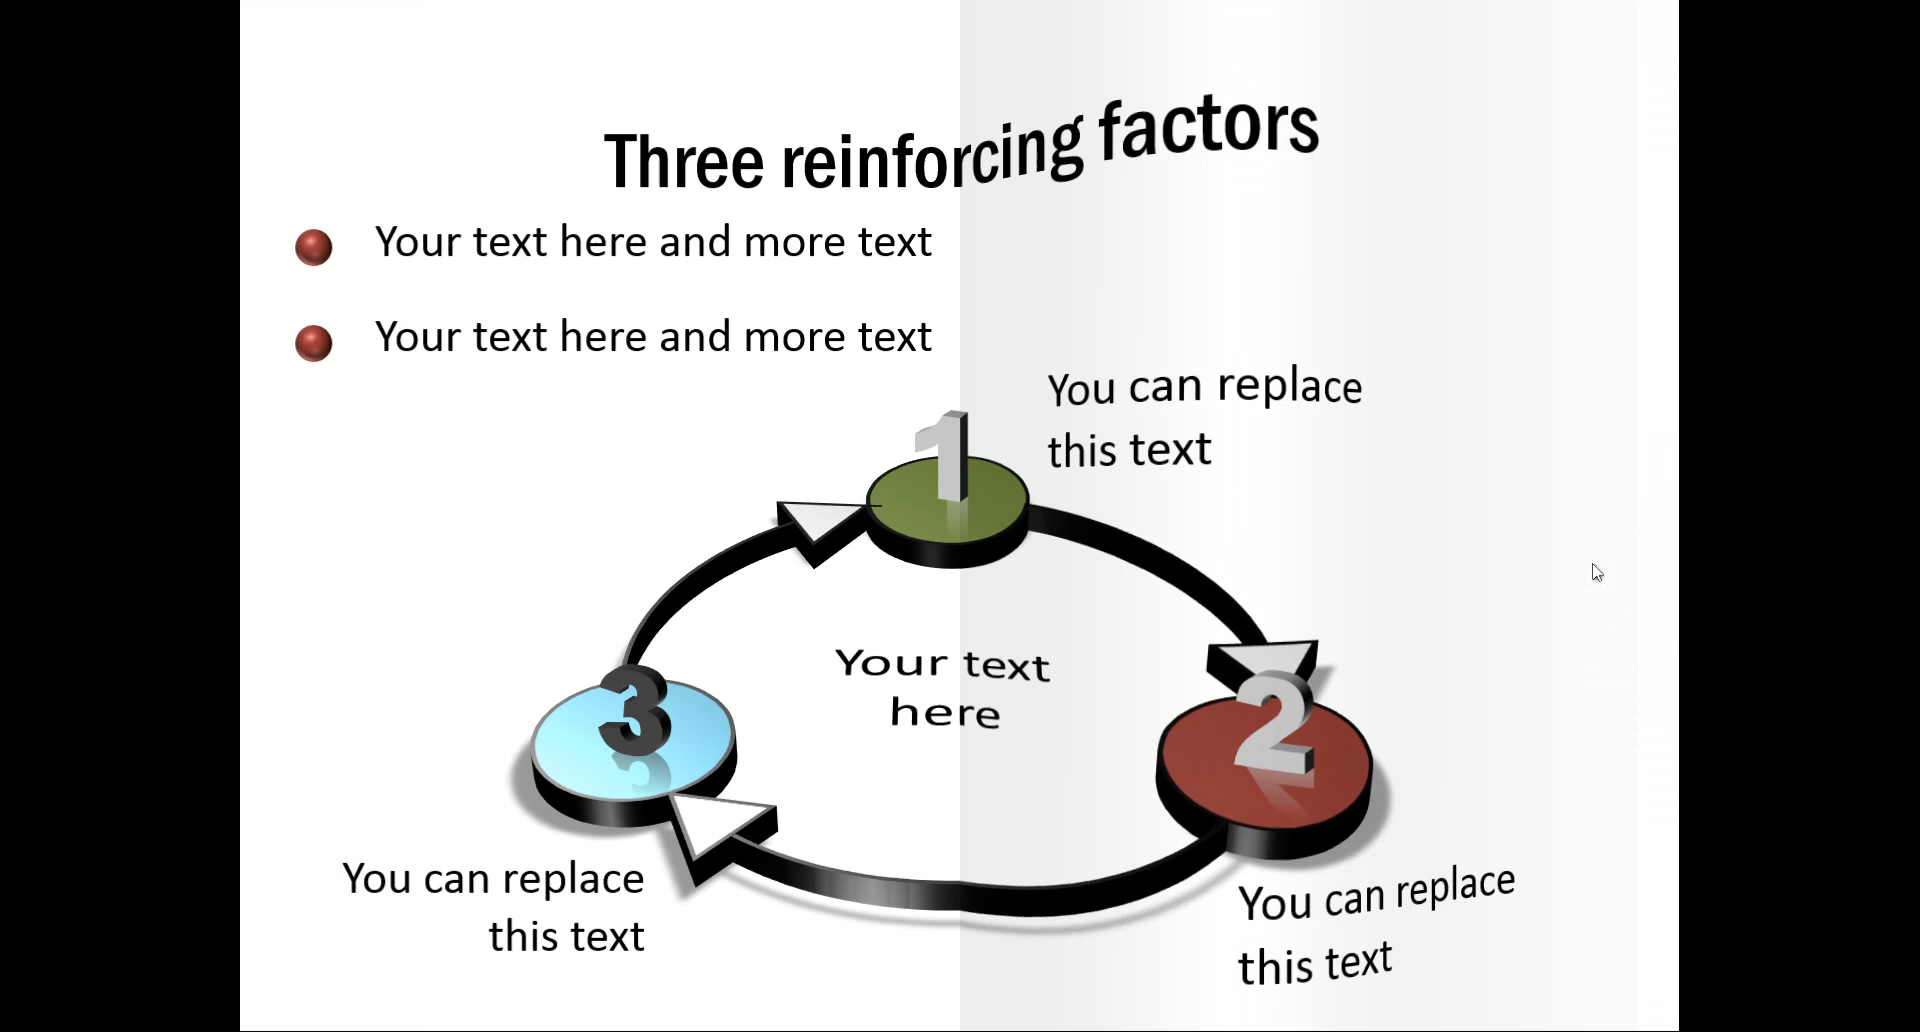 Three reinforcing factors
Your text here and more text
Your text here and more text
You can replace
this text
1
Your text
here
2
3
You can replace
this text
You can replace
this text